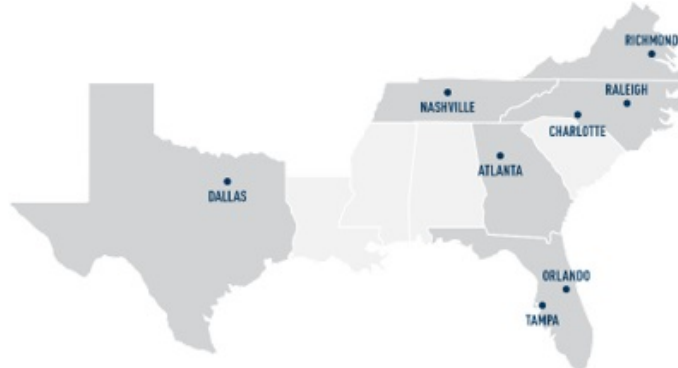 RICHMOND
RALEIGH
NASHVILLE
CHARLOTTE
ATLANTA
DALLAS
ORLANDO
TAMPA